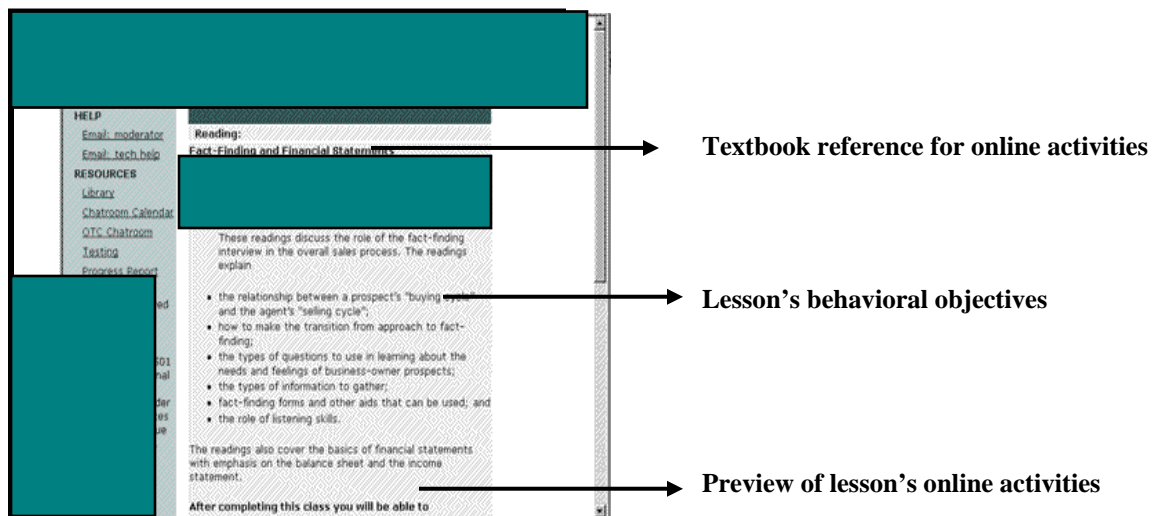 HELP
Email: moderator
Email: tech help
RESOURCES
Library
Chatroom Calendar
OTC Chatroom
Testing
Progress Report
ed
501
nal
der
ces
ue
Reading:
Fact-Finding and Financial Statements
These readings discuss the role of the fact-finding
interview in the overall sales process. The readings
explain
• the relationship between a prospect's "buying cycle"
and the agent's "selling cycle";
• how to make the transition from approach to fact-
finding;
• the types of questions to use in learning about the
needs and feelings of business-owner prospects;
• the types of information to gather;
• fact-finding forms and other aids that can be used; and
• the role of listening skills.
The readings also cover the basics of financial statements
with emphasis on the balance sheet and the income
statement.
After completing this class you will be able to
Textbook reference for online activities
Lesson's behavioral objectives
Preview of lesson's online activities